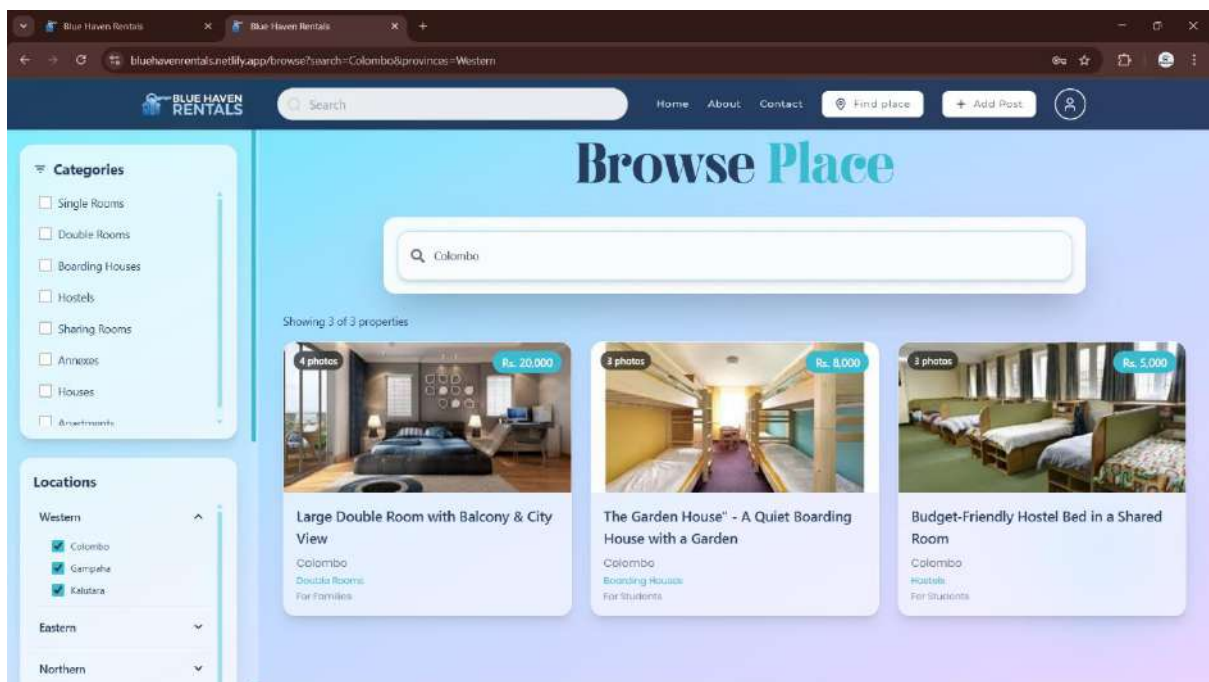 Blue Haven Rentals
Blue Haven Rentals
bluehavenrentals.netlify.app/browse?search=Colombo&provinces=Western
BLUE HAVEN
RENTALS
Search
Home About Contact Find place + Add Post
Browse Place
Categories
Single Rooms
Double Rooms
Boarding Houses
Hostels
Sharing Rooms
Annexes
Houses
Apartments
Colombo
Showing 3 of 3 properties
4 photos
Rs. 20,000
Large Double Room with Balcony & City
View
Colombo
Double Rooms
For Families
3 photos
Rs. 8,000
The Garden House" - A Quiet Boarding
House with a Garden
Colombo
Boarding Houses
For Students
3 photos
Rs. 5,000
Budget-Friendly Hostel Bed in a Shared
Room
Colombo
Hostels
For Students
Locations
Western
Colombo
Gampaha
Kalutara
Eastern
Northern